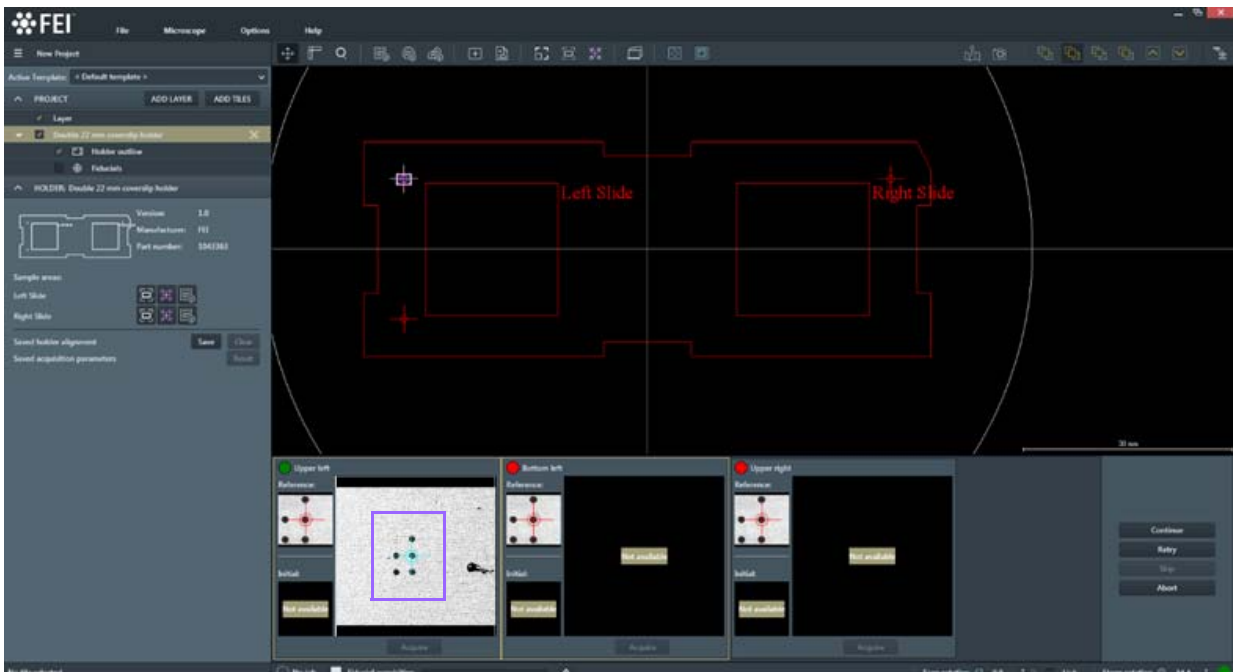 FEI
File Microscope Options Help
New Project
Active Template: < Default template >
PROJECT ADD LAYER ADD TILES
Layer
Double 22 mm coverslip holder
Holder outline
Fiducials
HOLDER: Double 22 mm coverslip holder
Version: 1.0
Manufacturer: FEI
Part number: 1043363
Sample areas:
Left Slide
Right Slide
Saved holder alignment Save Clear
Saved acquisition parameters Reset
Left Slide
Right Slide
30 mm
Upper left
Reference:
Initial:
Not available
Acquire
Bottom left
Reference:
Not available
Initial:
Not available
Acquire
Upper right
Reference:
Not available
Initial:
Not available
Acquire
Continue
Retry
Skip
Abort